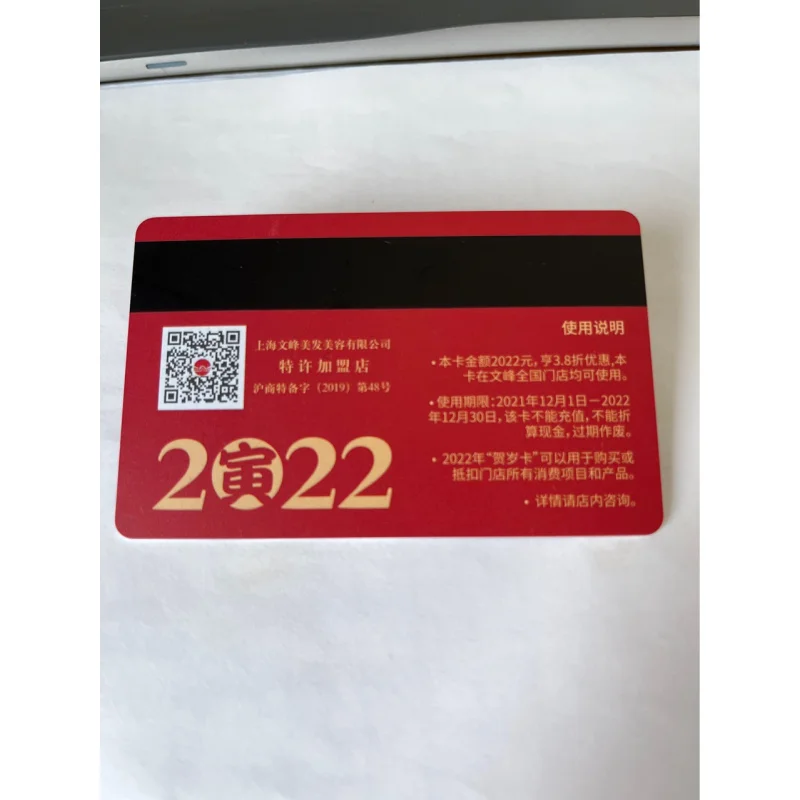 上海文峰美发美容有限公司
特许加盟店
沪商特备字（2019）第48号
2寅22
使用说明
• 本卡金额2022元，享3.8折优惠，本
卡在文峰全国门店均可使用。
• 使用期限：2021年12月1日－2022
年12月30日，该卡不能充值，不能折
算现金，过期作废。
• 2022年“贺岁卡”可以用于购买或
抵扣门店所有消费项目和产品。
• 详情请店内咨询。